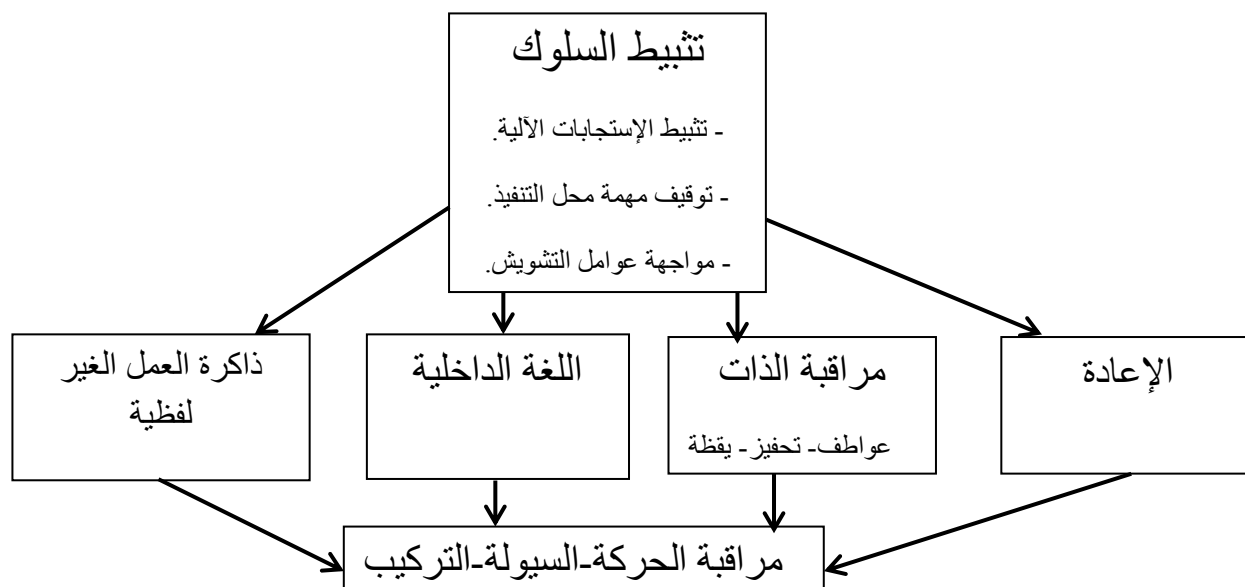 تثبيط السلوك
- تثبيط الإستجابات الآلية.
- توقيف مهمة محل التنفيذ.
- مواجهة عوامل التشويش.
الإعادة
مراقبة الذات
عواطف- تحفيز- يقظة
اللغة الداخلية
ذاكرة العمل الغير
لفظية
مراقبة الحركة-السيولة-التركيب